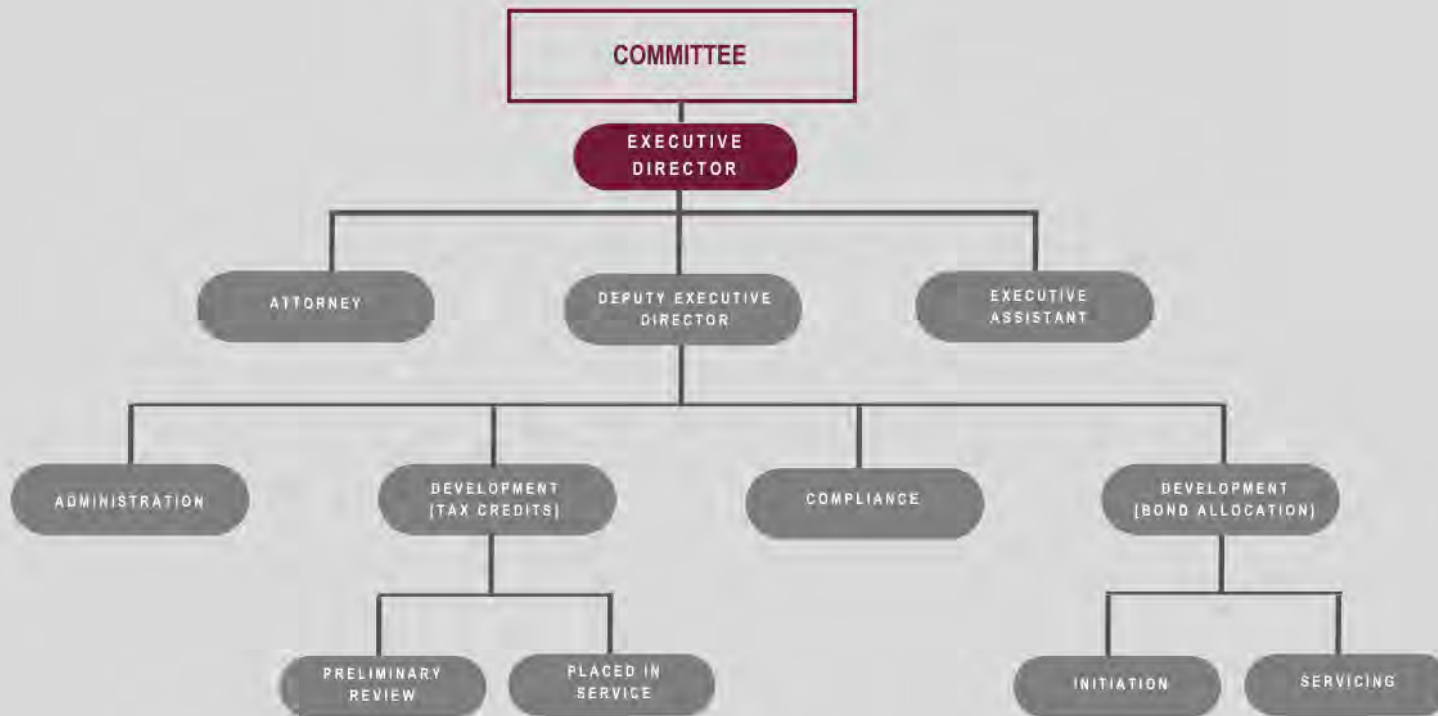 COMMITTEE
EXECUTIVE
DIRECTOR
ATTORNEY
DEPUTY EXECUTIVE
DIRECTOR
EXECUTIVE
ASSISTANT
ADMINISTRATION
DEVELOPMENT
(TAX CREDITS)
COMPLIANCE
DEVELOPMENT
(BOND ALLOCATION)
PRELIMINARY
REVIEW
PLACED IN
SERVICE
INITIATION
SERVICING